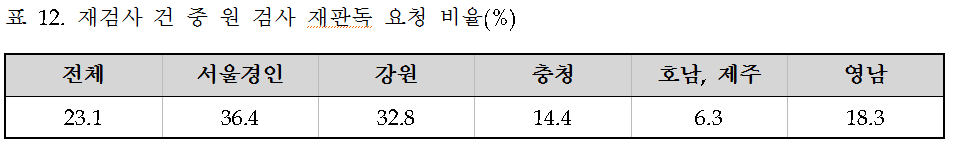 표 12. 재검사 건 중 원 검사 재판독 요청 비율(%)
전체 서울경인 강원 충청 호남, 제주 영남
23.1 36.4 32.8 14.4 6.3 18.3